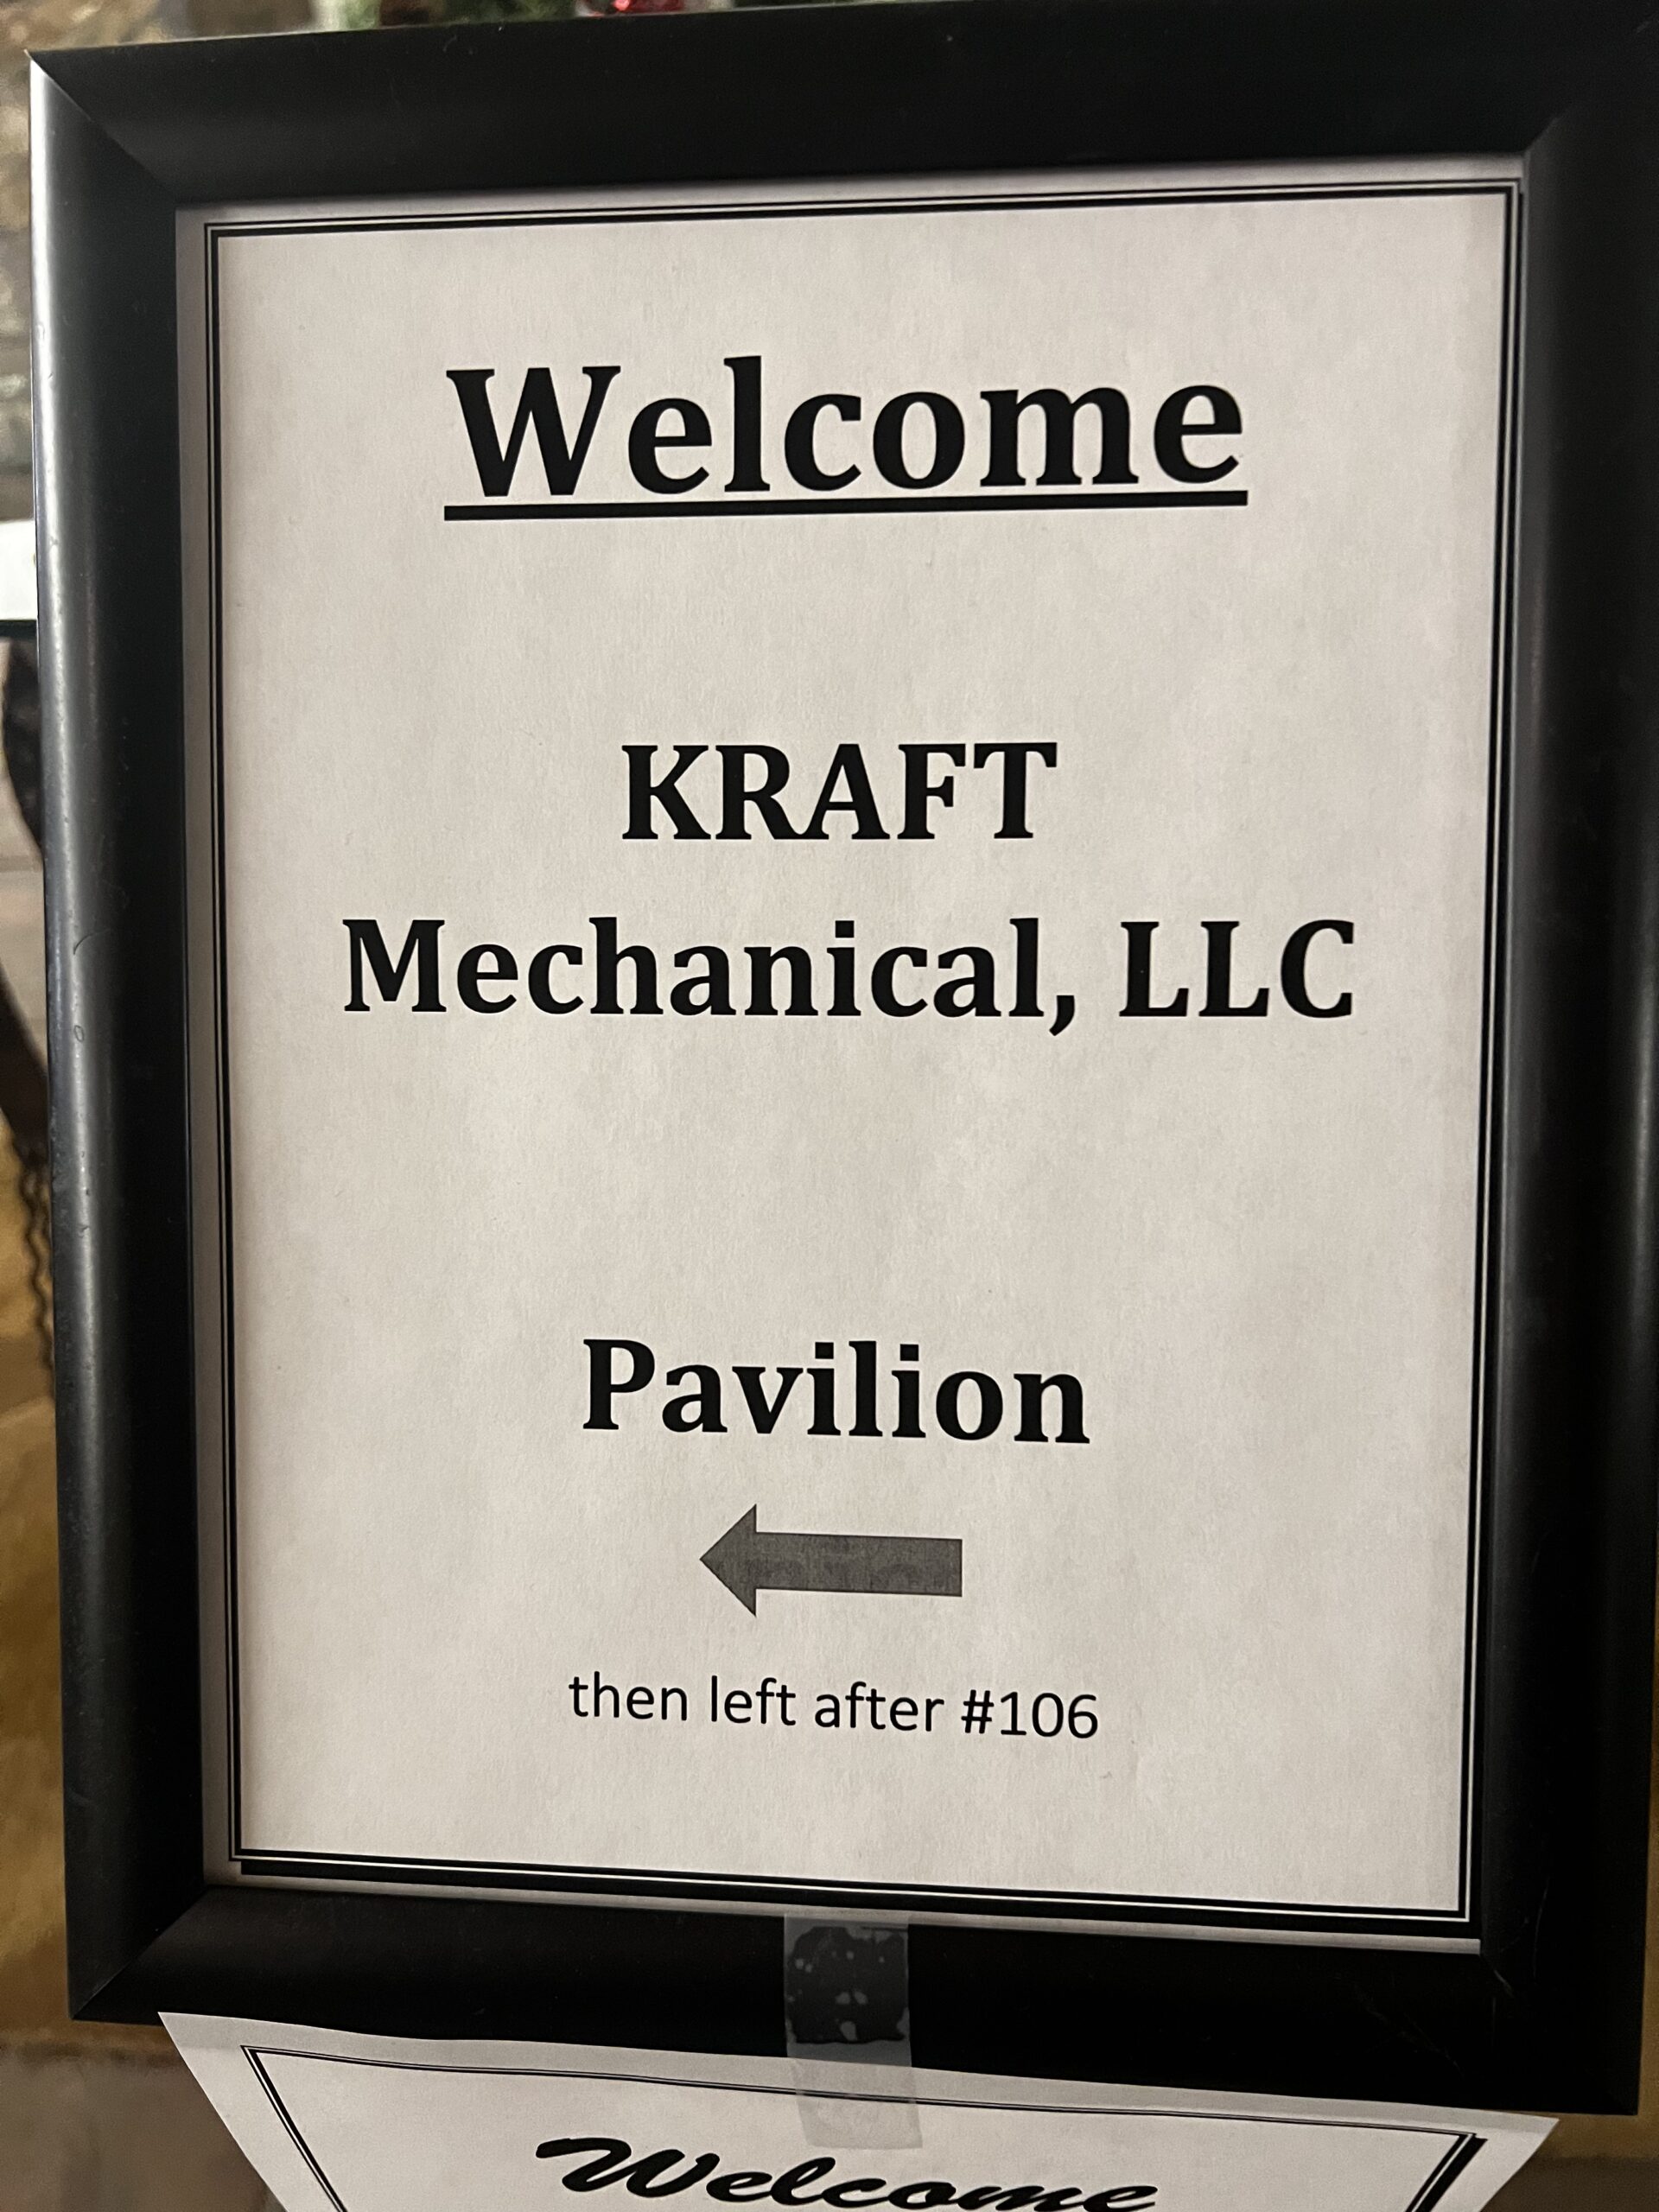 Welcome
KRAFT
Mechanical, LLC
Pavilion
then left after #106
Welcome